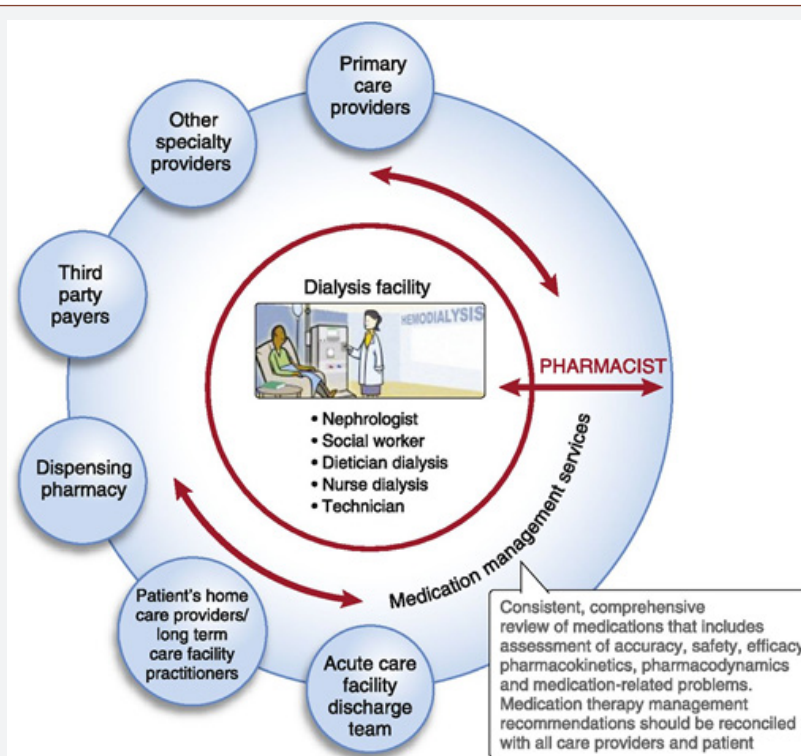 Primary
care
providers
Other
specialty
providers
Third
party
payers
Dispensing
pharmacy
Patient's home
care providers/
long term
care facility
practitioners
Acute care
facility
discharge
team
Dialysis facility
HEMODIALYSIS
• Nephrologist
• Social worker
• Dietician dialysis
• Nurse dialysis
• Technician
PHARMACIST
Medication management services
Consistent, comprehensive
review of medications that includes
assessment of accuracy, safety, efficacy
pharmacokinetics, pharmacodynamics
and medication-related problems.
Medication therapy management
recommendations should be reconciled
with all care providers and patient